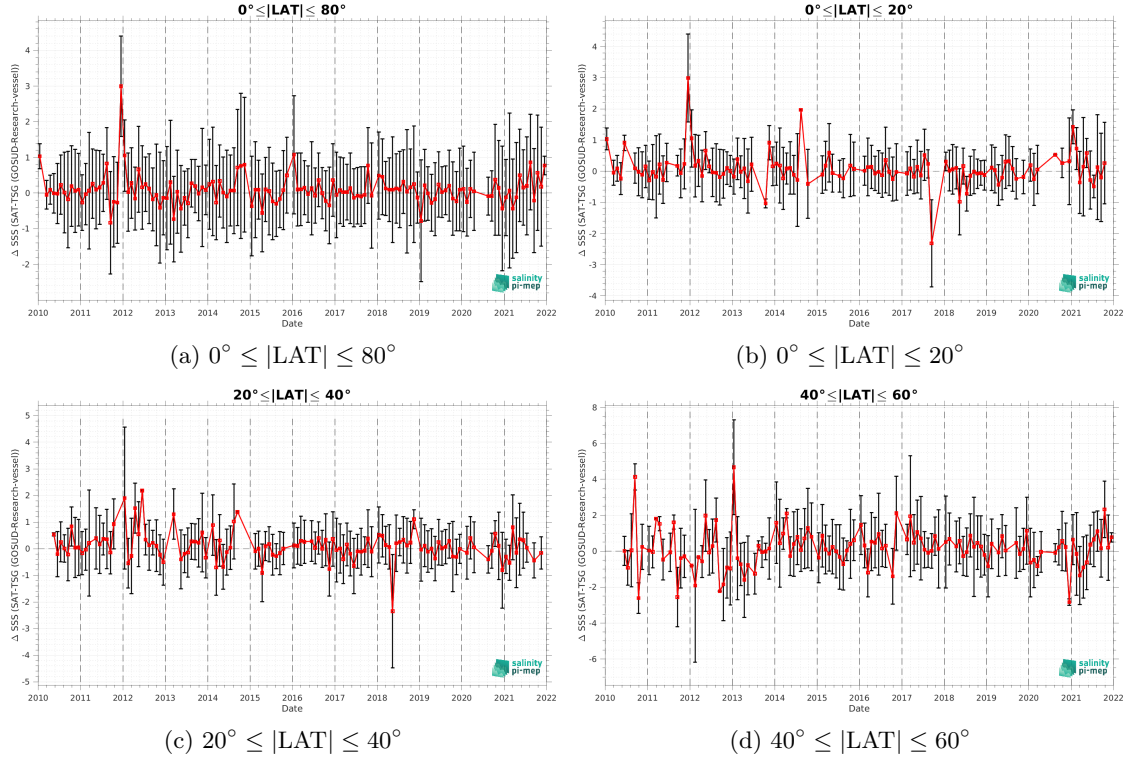 0°≤|LAT|≤ 80°
Δ SSS (SAT-TSG (GOSUD-Research-vessel))
4
3
2
1
0
-1
-2
salinity
pi-mep
2010 2011 2012 2013 2014 2015 2016 2017 2018 2019 2020 2021 2022
Date
(a) 0° ≤ |LAT| ≤ 80°
0°≤|LAT|≤ 20°
Δ SSS (SAT-TSG (GOSUD-Research-vessel))
4
3
2
1
0
-1
-2
-3
-4
salinity
pi-mep
2010 2011 2012 2013 2014 2015 2016 2017 2018 2019 2020 2021 2022
Date
(b) 0° ≤ |LAT| ≤ 20°
20°≤|LAT|≤ 40°
Δ SSS (SAT-TSG (GOSUD-Research-vessel))
5
4
3
2
1
0
-1
-2
-3
-4
-5
salinity
pi-mep
2010 2011 2012 2013 2014 2015 2016 2017 2018 2019 2020 2021 2022
Date
(c) 20° ≤ |LAT| ≤ 40°
40°≤|LAT|≤ 60°
Δ SSS (SAT-TSG (GOSUD-Research-vessel))
8
6
4
2
0
-2
-4
-6
salinity
pi-mep
2010 2011 2012 2013 2014 2015 2016 2017 2018 2019 2020 2021 2022
Date
(d) 40° ≤ |LAT| ≤ 60°